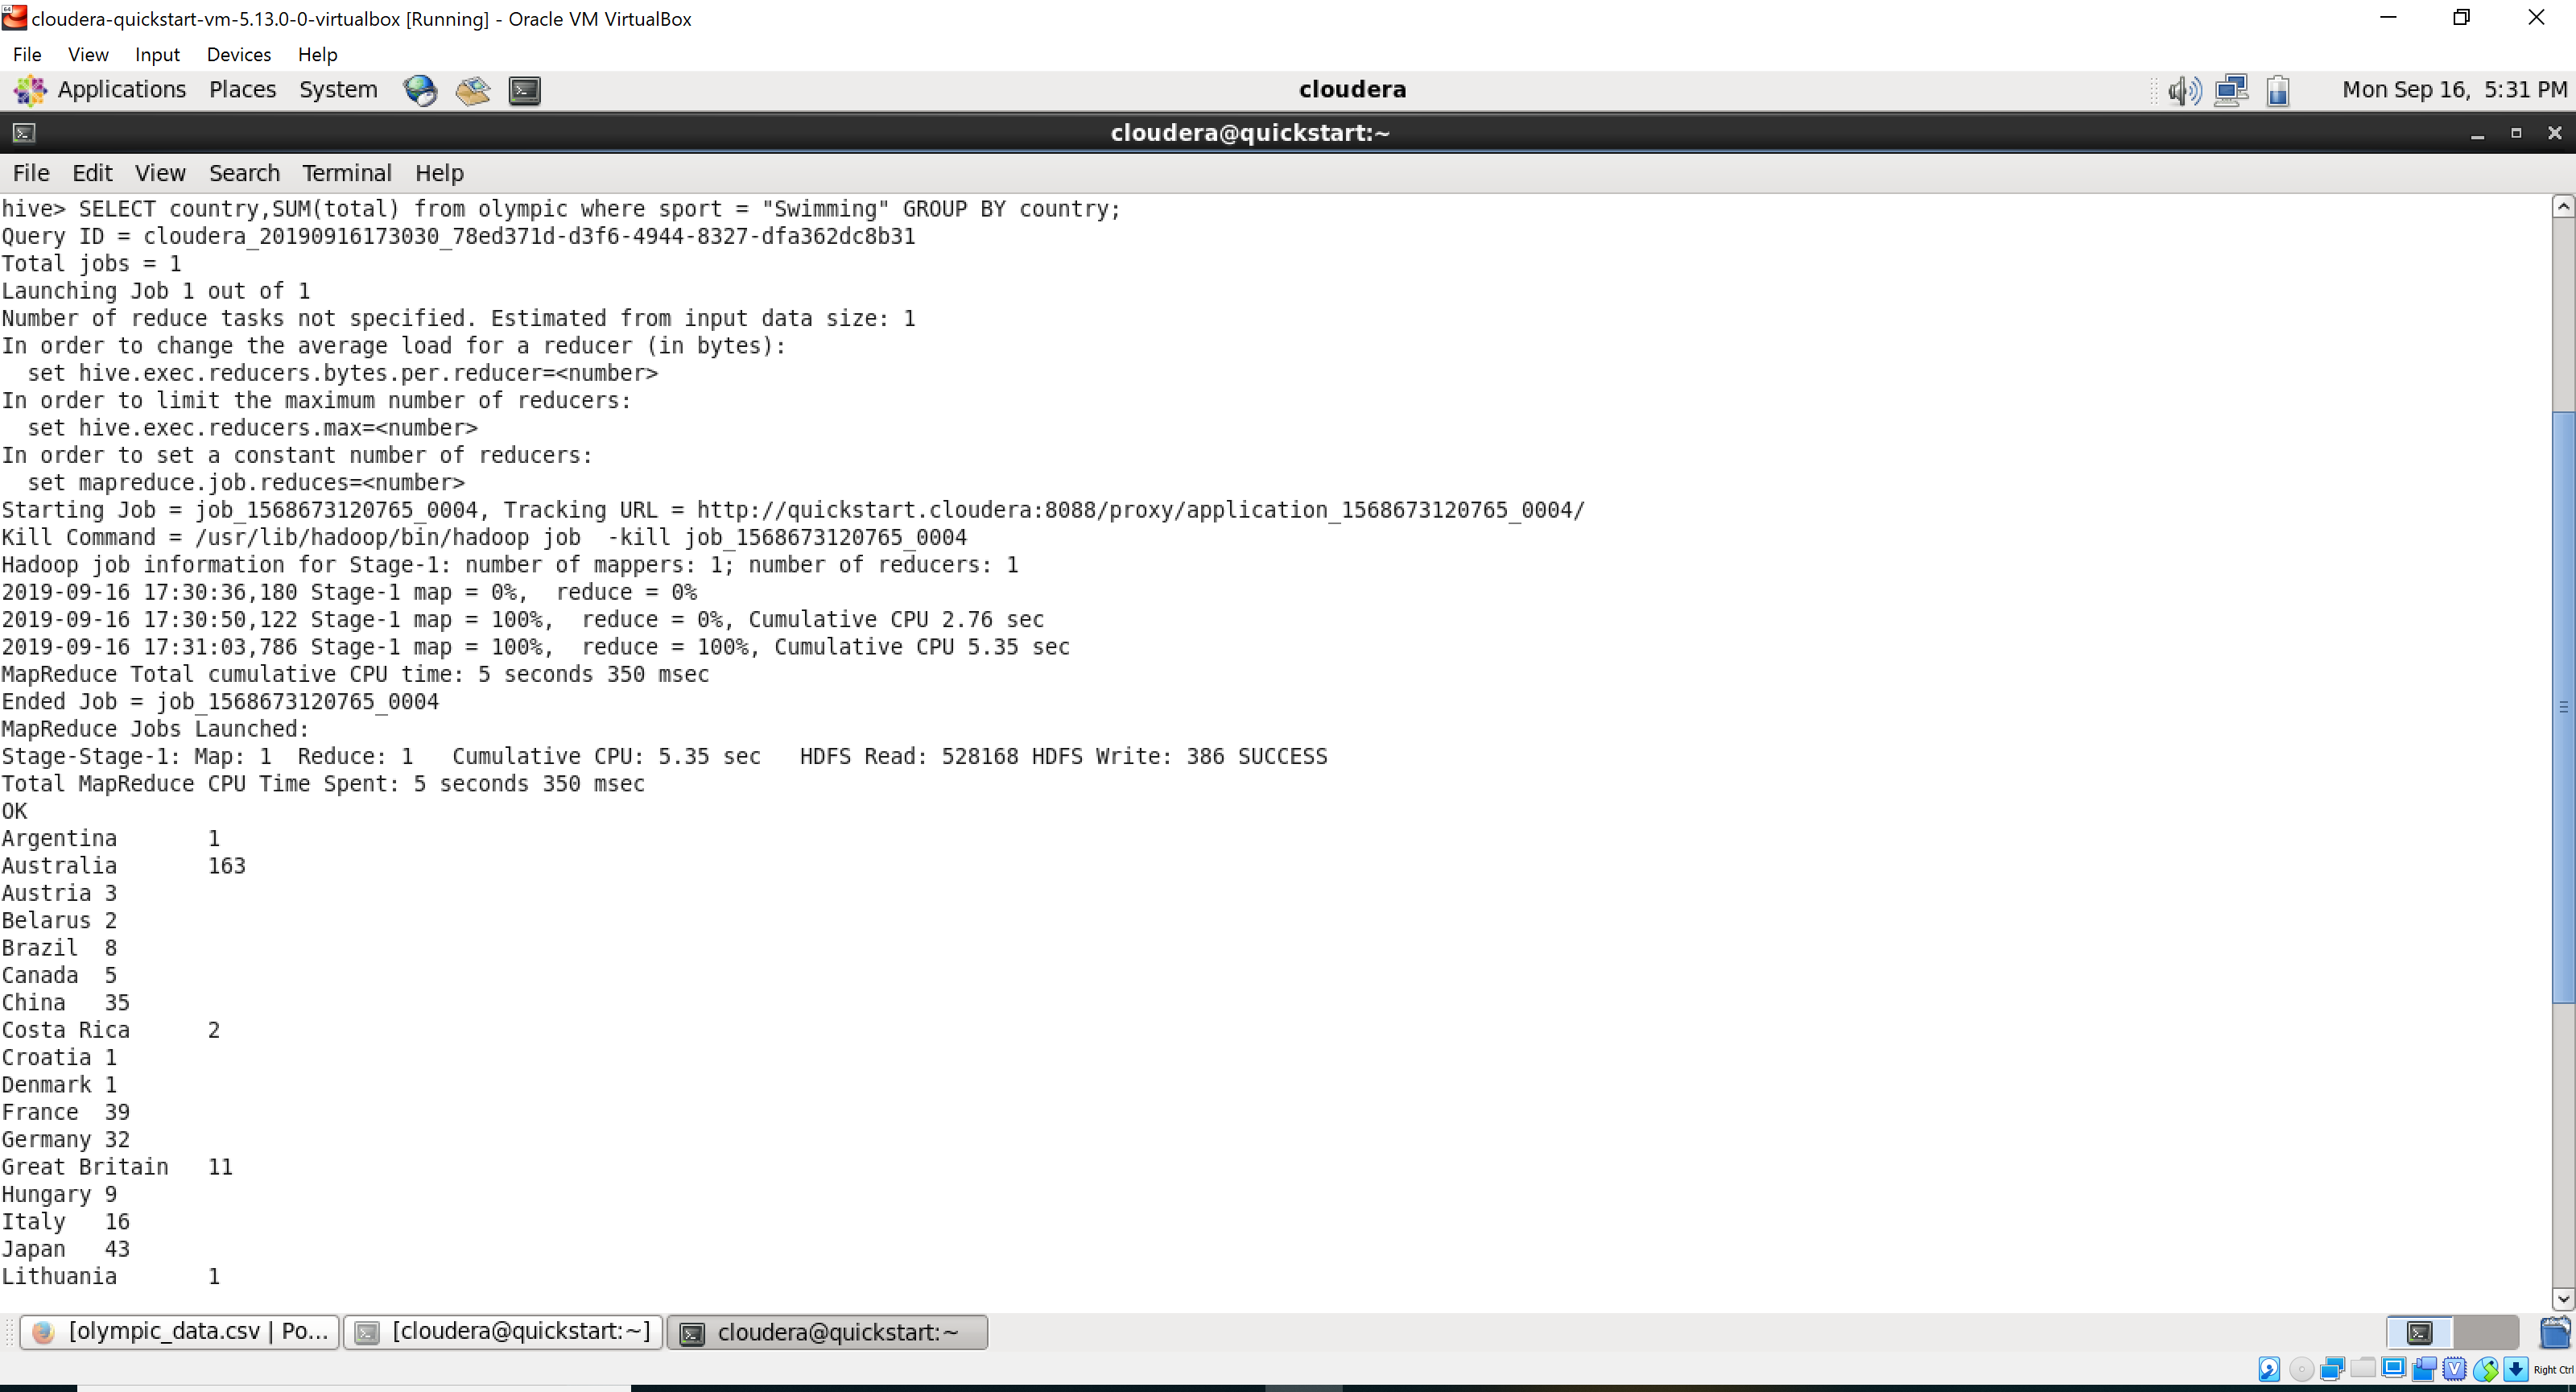 cloudera-quickstart-vm-5.13.0-0-virtualbox [Running] - Oracle VM VirtualBox
File View Input Devices Help
Applications Places System cloudera Mon Sep 16, 5:31 PM
cloudera@quickstart:~
File Edit View Search Terminal Help
hive> SELECT country,SUM(total) from olympic where sport = "Swimming" GROUP BY country;
Query ID = cloudera_20190916173030_78ed371d-d3f6-4944-8327-dfa362dc8b31
Total jobs = 1
Launching Job 1 out of 1
Number of reduce tasks not specified. Estimated from input data size: 1
In order to change the average load for a reducer (in bytes):
  set hive.exec.reducers.bytes.per.reducer=<number>
In order to limit the maximum number of reducers:
  set hive.exec.reducers.max=<number>
In order to set a constant number of reducers:
  set mapreduce.job.reduces=<number>
Starting Job = job_1568673120765_0004, Tracking URL = http://quickstart.cloudera:8088/proxy/application_1568673120765_0004/
Kill Command = /usr/lib/hadoop/bin/hadoop job  -kill job_1568673120765_0004
Hadoop job information for Stage-1: number of mappers: 1; number of reducers: 1
2019-09-16 17:30:36,180 Stage-1 map = 0%,  reduce = 0%
2019-09-16 17:30:50,122 Stage-1 map = 100%,  reduce = 0%, Cumulative CPU 2.76 sec
2019-09-16 17:31:03,786 Stage-1 map = 100%,  reduce = 100%, Cumulative CPU 5.35 sec
MapReduce Total cumulative CPU time: 5 seconds 350 msec
Ended Job = job_1568673120765_0004
MapReduce Jobs Launched:
Stage-Stage-1: Map: 1  Reduce: 1   Cumulative CPU: 5.35 sec   HDFS Read: 528168 HDFS Write: 386 SUCCESS
Total MapReduce CPU Time Spent: 5 seconds 350 msec
OK
Argentina	1
Australia	163
Austria	3
Belarus	2
Brazil	8
Canada	5
China	35
Costa Rica	2
Croatia	1
Denmark	1
France	39
Germany	32
Great Britain	11
Hungary	9
Italy	16
Japan	43
Lithuania	1
[olympic_data.csv | Po... [cloudera@quickstart:~] cloudera@quickstart:~
Right Ctrl